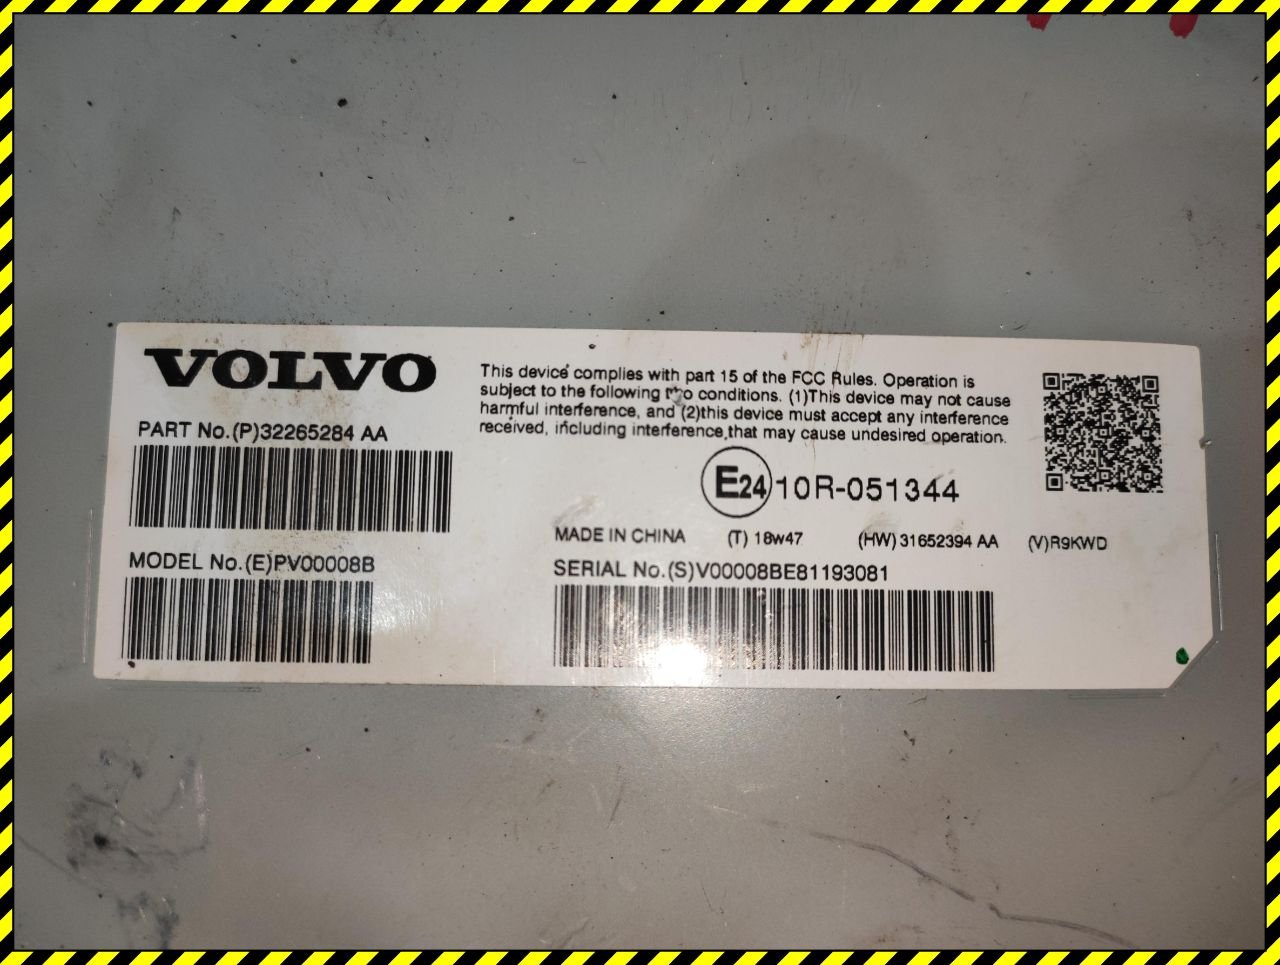 VOLVO
PART No.(P)32265284 AA
MODEL No.(E)PV00008B
This device complies with part 15 of the FCC Rules. Operation is
subject to the following two conditions. (1)This device may not cause
harmful interference, and (2)this device must accept any interference
received, including interference,that may cause undesired operation.
E24 10R-051344
MADE IN CHINA (T) 18w47 (HW) 31652394 AA (V)R9KWD
SERIAL No.(S)V00008BE81193081